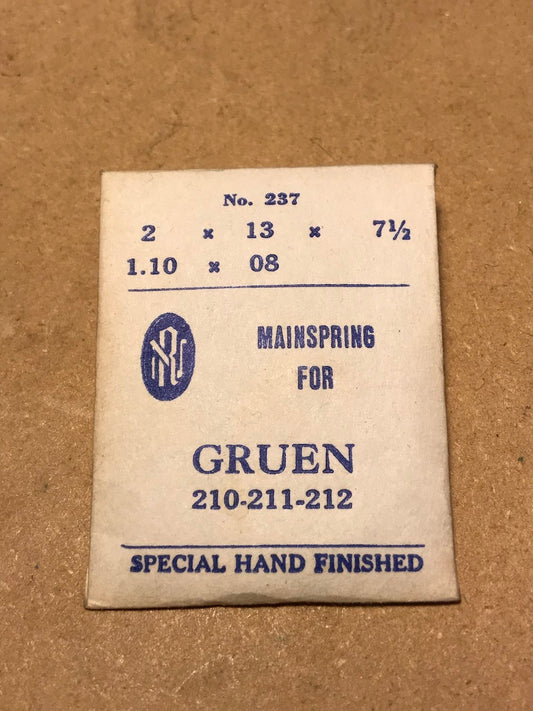 No. 237
2 × 13 × 7½
1.10 × 08
MAINSPRING
FOR
GRUEN
210-211-212
SPECIAL HAND FINISHED